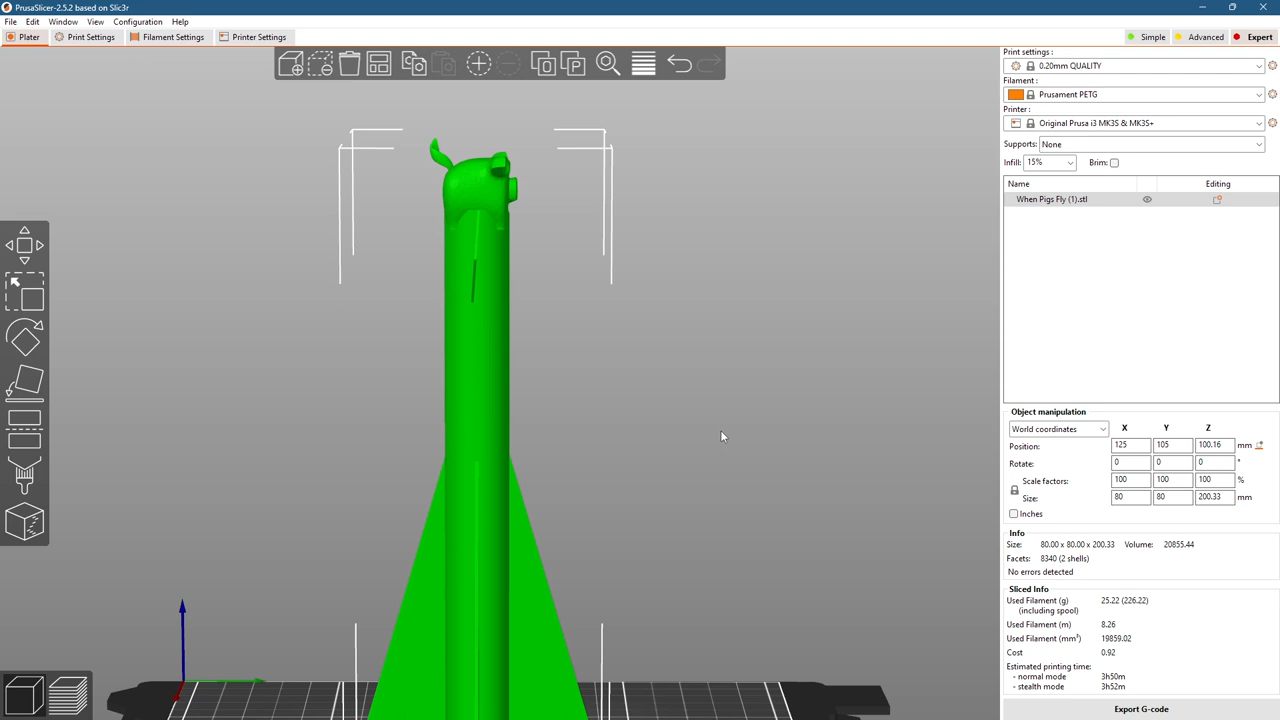 PrusaSlicer-2.5.2 based on Slic3r
File Edit Window View Configuration Help
Plater Print Settings Filament Settings Printer Settings Simple Advanced Expert
Print settings:
0.20mm QUALITY
Filament:
Prusament PETG
Printer:
Original Prusa i3 MK3S & MK3S+
Supports: None
Infill: 15% Brim:
Name Editing
When Pigs Fly (1).stl
Object manipulation
World coordinates X Y Z
Position: 125 105 100.16 mm
Rotate: 0 0 0 °
Scale factors: 100 100 100 %
Size: 80 80 200.33 mm
Inches
Info
Size: 80.00 x 80.00 x 200.33 Volume: 20855.44
Facets: 8340 (2 shells)
No errors detected
Sliced Info
Used Filament (g) 25.22 (226.22)
(including spool)
Used Filament (m) 8.26
Used Filament (mm³) 19859.02
Cost 0.92
Estimated printing time:
- normal mode 3h50m
- stealth mode 3h52m
Export G-code